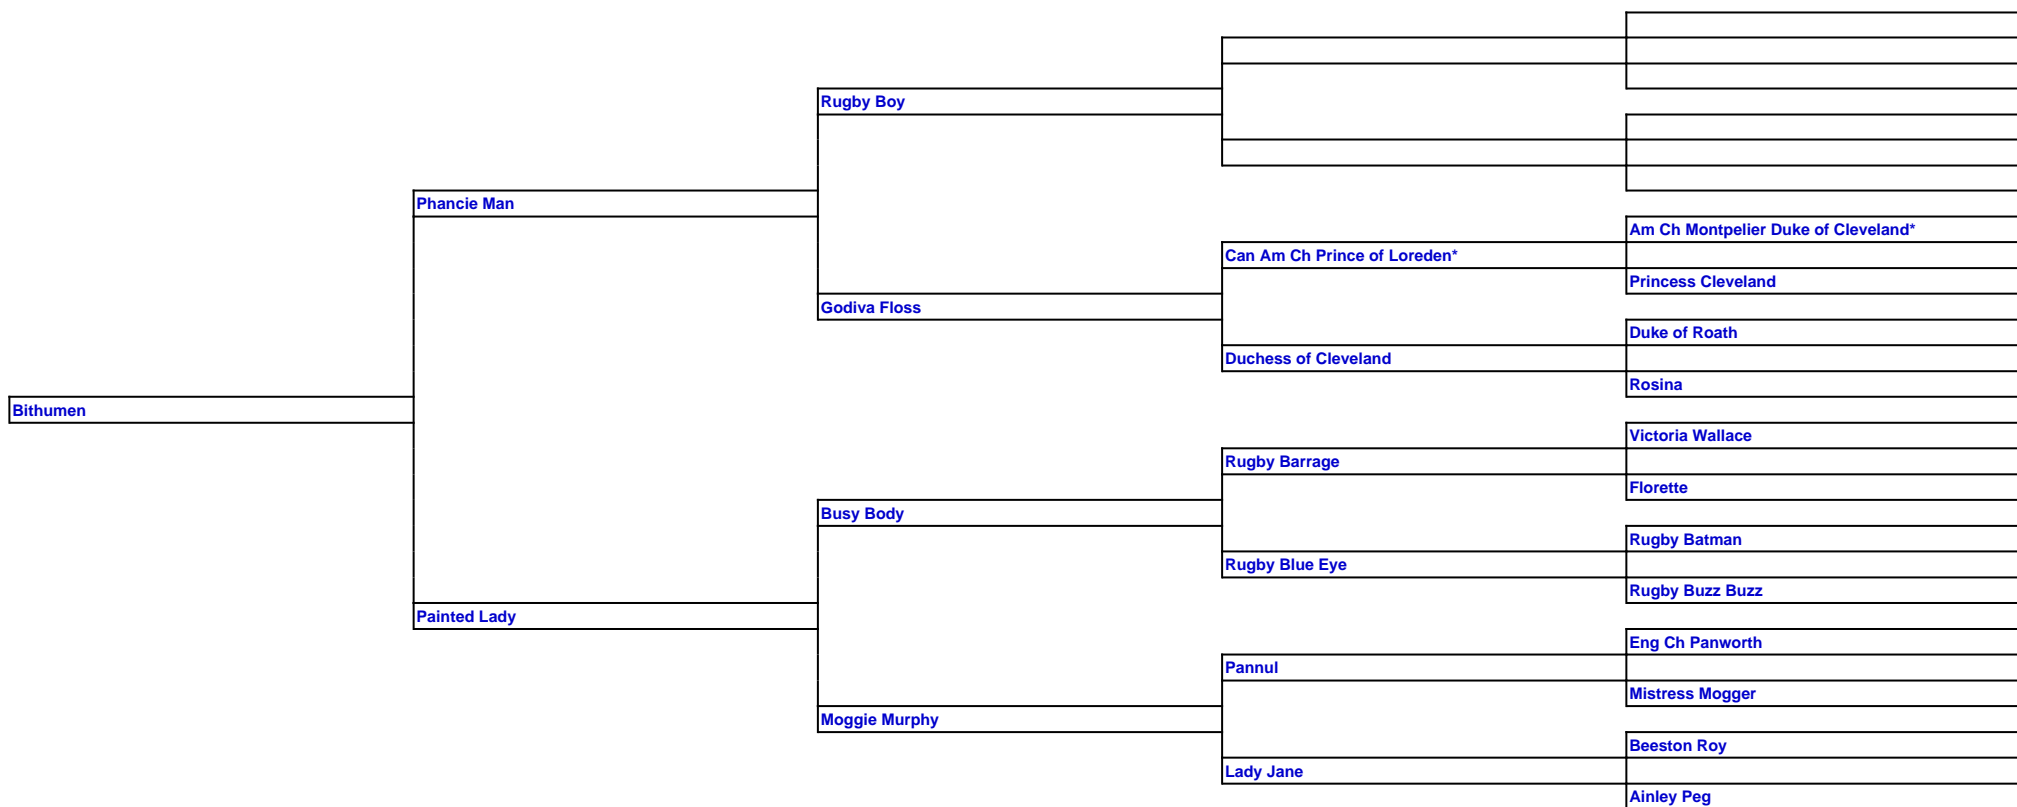 Rugby Boy
Phancie Man
Am Ch Montpelier Duke of Cleveland*
Can Am Ch Prince of Loreden*
Princess Cleveland
Godiva Floss
Duke of Roath
Duchess of Cleveland
Rosina
Bithumen
Victoria Wallace
Rugby Barrage
Florette
Busy Body
Rugby Batman
Rugby Blue Eye
Rugby Buzz Buzz
Painted Lady
Eng Ch Panworth
Pannul
Mistress Mogger
Moggie Murphy
Beeston Roy
Lady Jane
Ainley Peg